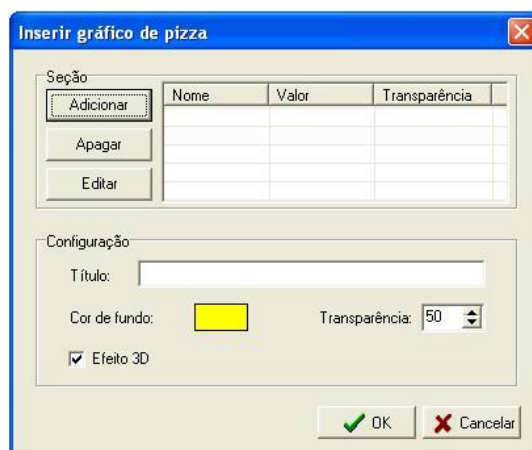 Inserir gráfico de pizza
Seção
Adicionar
Nome Valor Transparência
Apagar
Editar
Configuração
Título:
Cor de fundo: Transparência: 50
Efeito 3D
OK Cancelar